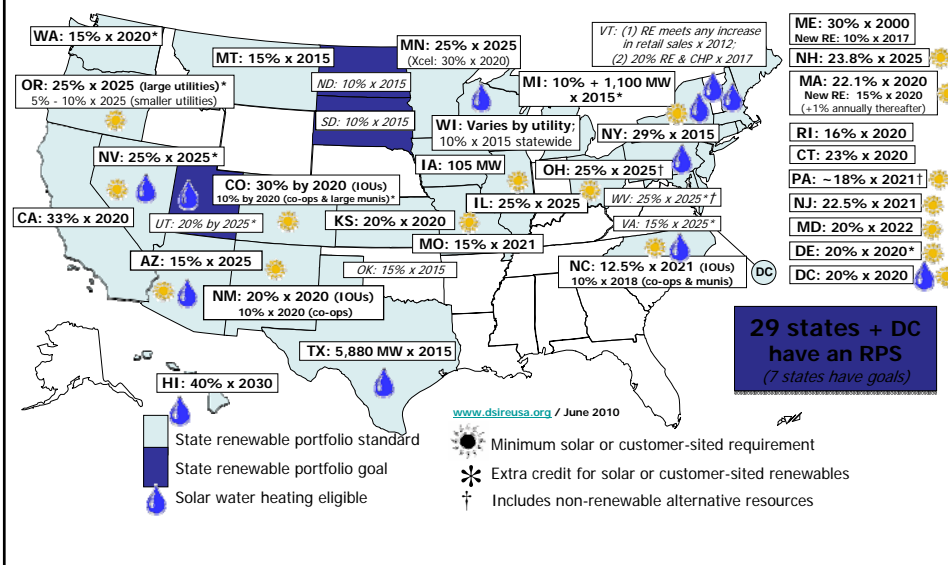 WA: 15% x 2020*
MT: 15% x 2015
MN: 25% x 2025
(Xcel: 30% x 2020)
VT: (1) RE meets any increase
in retail sales x 2012;
(2) 20% RE & CHP x 2017
ME: 30% x 2000
New RE: 10% x 2017
NH: 23.8% x 2025
OR: 25% x 2025 (large utilities)*
5% - 10% x 2025 (smaller utilities)
ND: 10% x 2015
MI: 10% + 1,100 MW
x 2015*
MA: 22.1% x 2020
New RE: 15% x 2020
(+1% annually thereafter)
SD: 10% x 2015
WI: Varies by utility;
10% x 2015 statewide
NY: 29% x 2015
RI: 16% x 2020
CT: 23% x 2020
NV: 25% x 2025*
IA: 105 MW
OH: 25% x 2025†
PA: ~18% x 2021†
CO: 30% by 2020 (IOUs)
10% by 2020 (co-ops & large munis)*
IL: 25% x 2025
WV: 25% x 2025*†
NJ: 22.5% x 2021
CA: 33% x 2020
UT: 20% by 2025*
KS: 20% x 2020
VA: 15% x 2025*
MD: 20% x 2022
MO: 15% x 2021
DE: 20% x 2020*
AZ: 15% x 2025
OK: 15% x 2015
NC: 12.5% x 2021 (IOUs)
10% x 2018 (co-ops & munis)
DC
DC: 20% x 2020
NM: 20% x 2020 (IOUs)
10% x 2020 (co-ops)
29 states + DC
have an RPS
(7 states have goals)
TX: 5,880 MW x 2015
HI: 40% x 2030
www.dsireusa.org / June 2010
State renewable portfolio standard
Minimum solar or customer-sited requirement
State renewable portfolio goal
* Extra credit for solar or customer-sited renewables
Solar water heating eligible
† Includes non-renewable alternative resources